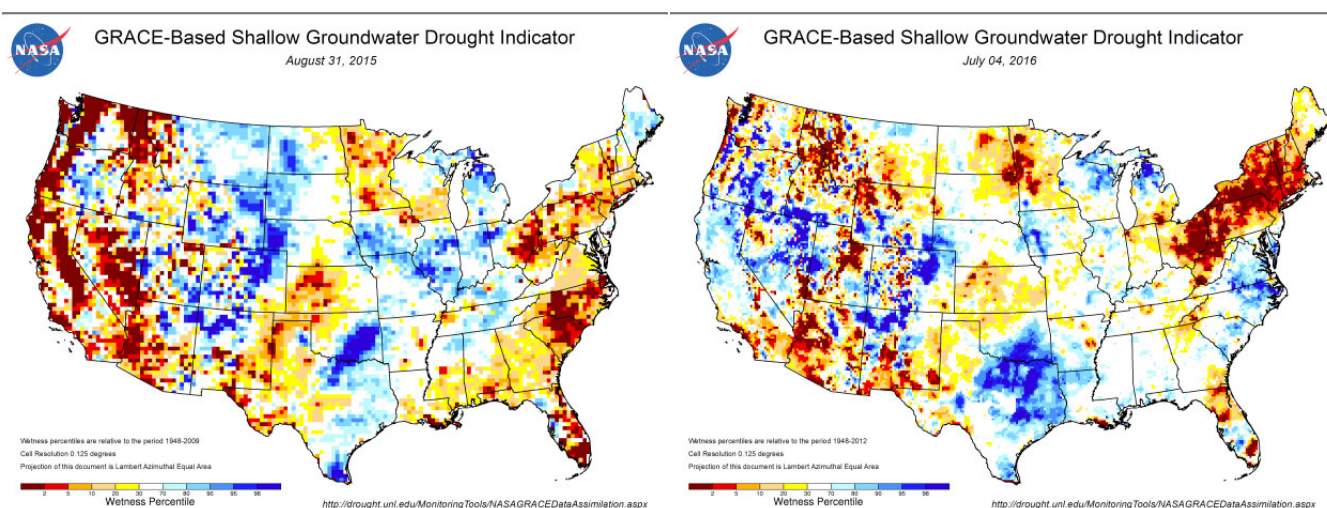 NASA
GRACE-Based Shallow Groundwater Drought Indicator
August 31, 2015
Wetness percentiles are relative to the period 1948-2009
Cell Resolution 0.125 degrees
Projection of this document is Lambert Azimuthal Equal Area
2 5 10 20 30 70 80 90 95 98
Wetness Percentile
http://drought.unl.edu/MonitoringTools/NASAGRACEDataAssimilation.aspx
NASA
GRACE-Based Shallow Groundwater Drought Indicator
July 04, 2016
Wetness percentiles are relative to the period 1948-2012
Cell Resolution 0.125 degrees
Projection of this document is Lambert Azimuthal Equal Area
2 5 10 20 30 70 80 90 95 98
Wetness Percentile
http://drought.unl.edu/MonitoringTools/NASAGRACEDataAssimilation.aspx